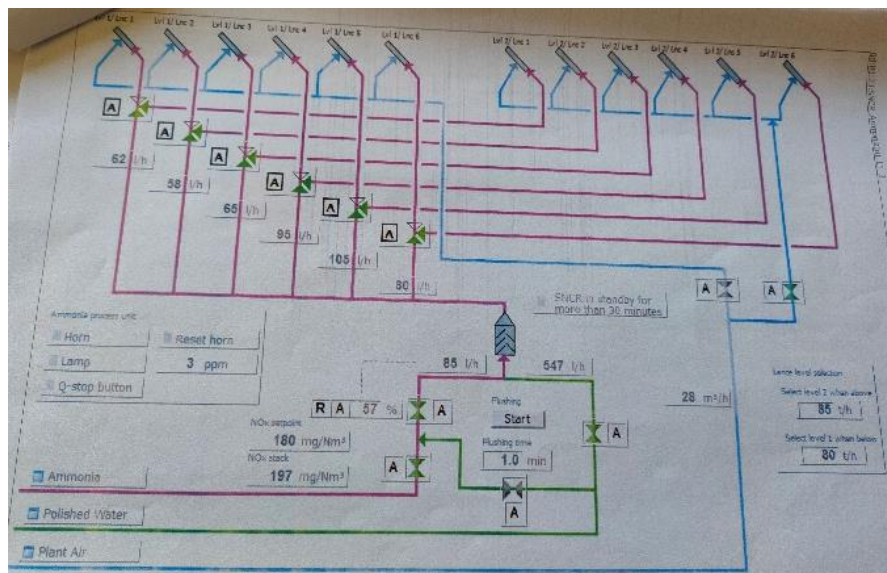 Lvl 1/ Lnc 1
Lvl 1/ Lnc 2
Lvl 1/ Lnc 3
Lvl 1/ Lnc 4
Lvl 1/ Lnc 5
Lvl 1/ Lnc 6
Lvl 2/ Lnc 1
Lvl 2/ Lnc 2
Lvl 2/ Lnc 3
Lvl 2/ Lnc 4
Lvl 2/ Lnc 5
Lvl 2/ Lnc 6
A
62 l/h
A
58 l/h
A
65 l/h
A
95 l/h
A
105 l/h
A
80 l/h
SNCR in standby for
more than 30 minutes
A
A
Ammonia process unit
Horn
Reset horn
Lamp
3 ppm
Q-stop button
85 l/h
547 l/h
28 m³/h
Lance level selection
Select level 2 when above
85 t/h
Select level 1 when below
80 t/h
R A 57 % A
Flushing
Start
A
NOx setpoint
180 mg/Nm³
Flushing time
1.0 min
NOx stack
197 mg/Nm³
A
A
Ammonia
Polished Water
Plant Air